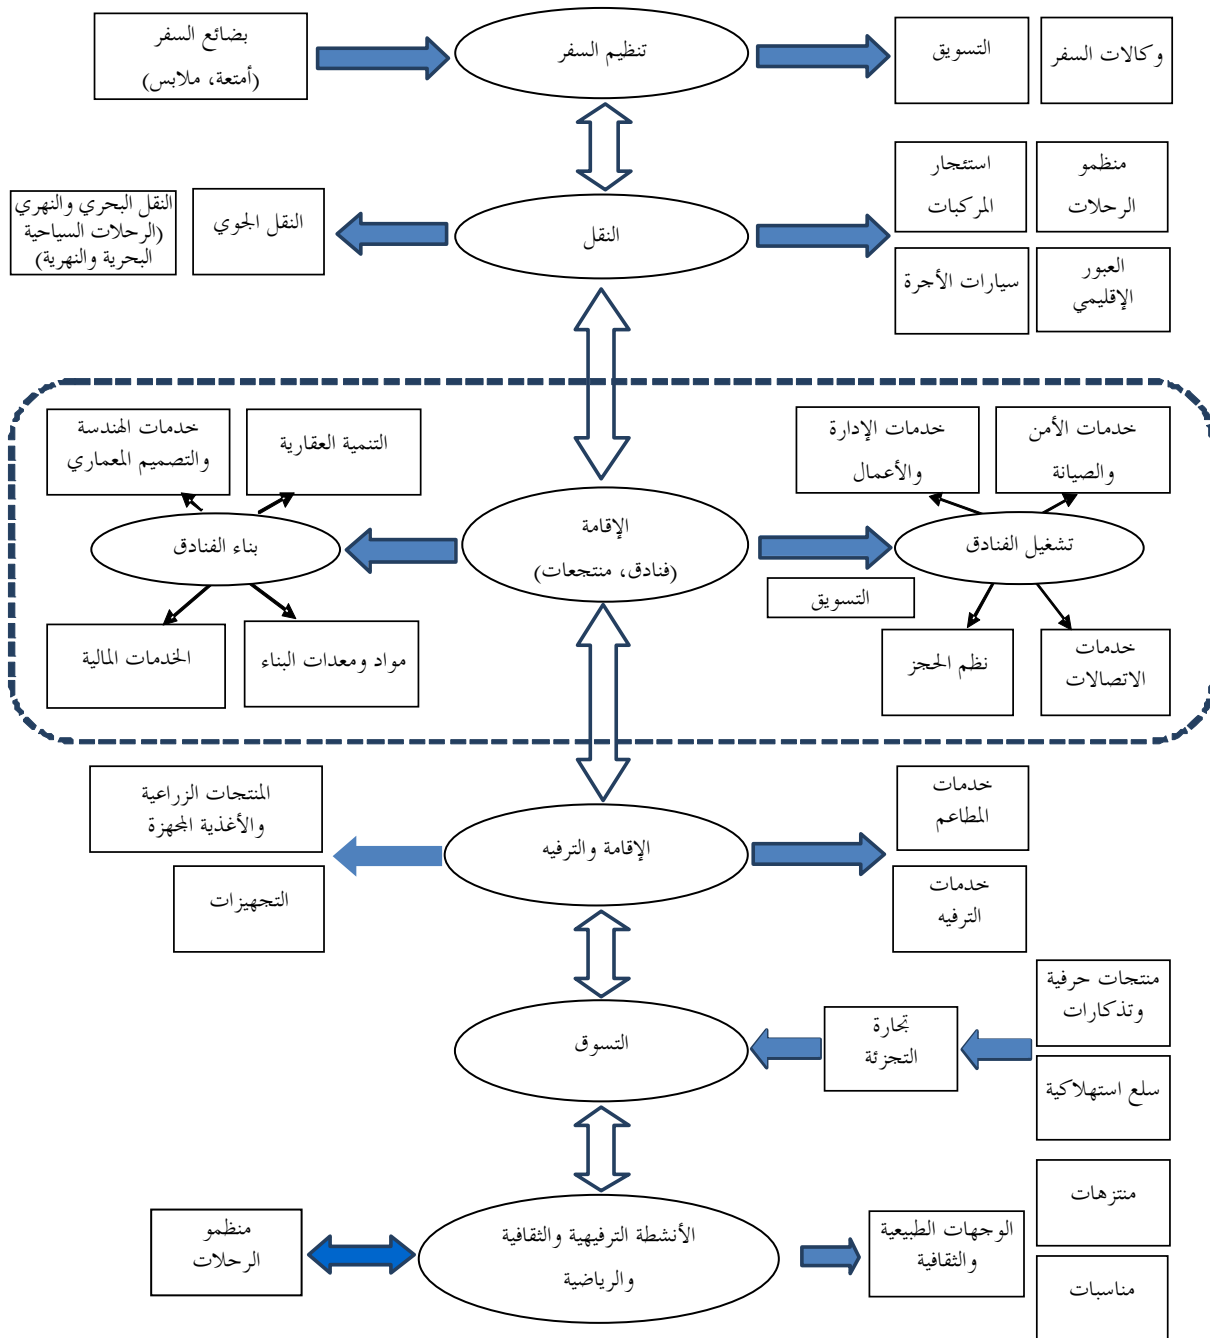 وكالات السفر
التسويق
تنظيم السفر
بضائع السفر
(أمتعة، ملابس)
منظمو
الرحلات
استئجار
المركبات
النقل
النقل الجوي
النقل البحري والنهري
(الرحلات السياحية
البحرية والنهرية)
العبور
الإقليمي
سيارات الأجرة
خدمات الأمن
والصيانة
خدمات الإدارة
والأعمال
التنمية العقارية
خدمات الهندسة
والتصميم المعماري
تشغيل الفنادق
الإقامة
(فنادق، منتجعات)
بناء الفنادق
التسويق
خدمات
الاتصالات
نظم الحجز
مواد ومعدات البناء
الخدمات المالية
خدمات
المطاعم
الإقامة والترفيه
المنتجات الزراعية
والأغذية المجهزة
خدمات
الترفيه
التجهيزات
منتجات حرفية
وتذكارات
تجارة
التجزئة
التسوق
سلع استهلاكية
منتزهات
الوجهات الطبيعية
والثقافية
الأنشطة الترفيهية والثقافية
والرياضية
منظمو
الرحلات
مناسبات